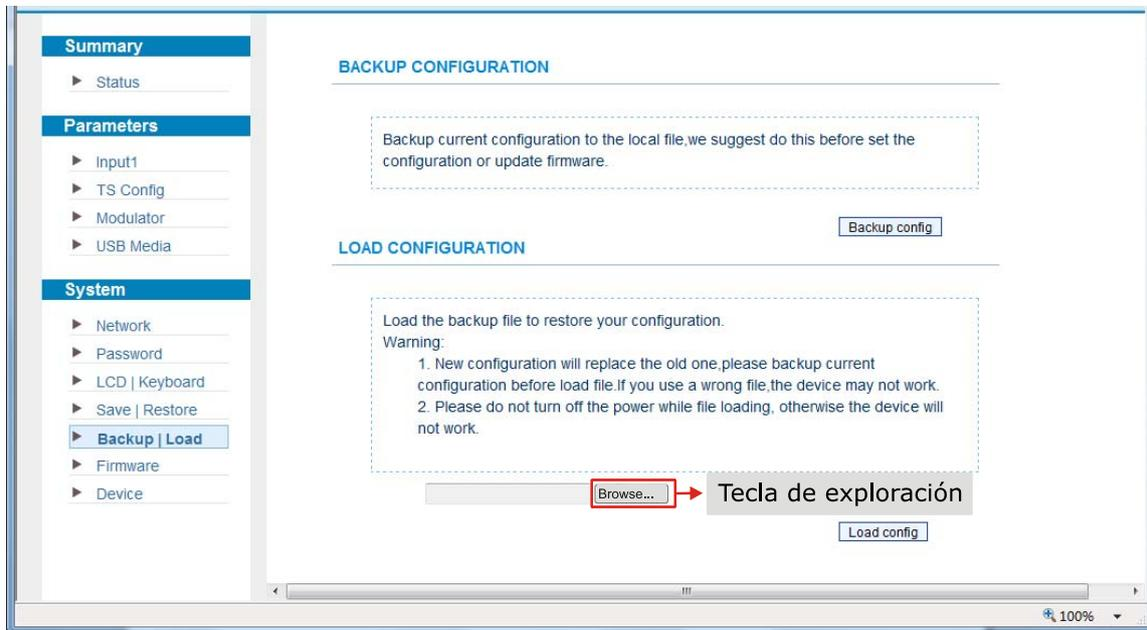 Summary
Status
Parameters
Input1
TS Config
Modulator
USB Media
System
Network
Password
LCD | Keyboard
Save | Restore
Backup | Load
Firmware
Device
BACKUP CONFIGURATION
Backup current configuration to the local file,we suggest do this before set the
configuration or update firmware.
Backup config
LOAD CONFIGURATION
Load the backup file to restore your configuration.
Warning:
1. New configuration will replace the old one,please backup current
configuration before load file.If you use a wrong file,the device may not work.
2. Please do not turn off the power while file loading, otherwise the device will
not work.
Browse...
Tecla de exploración
Load config
100%